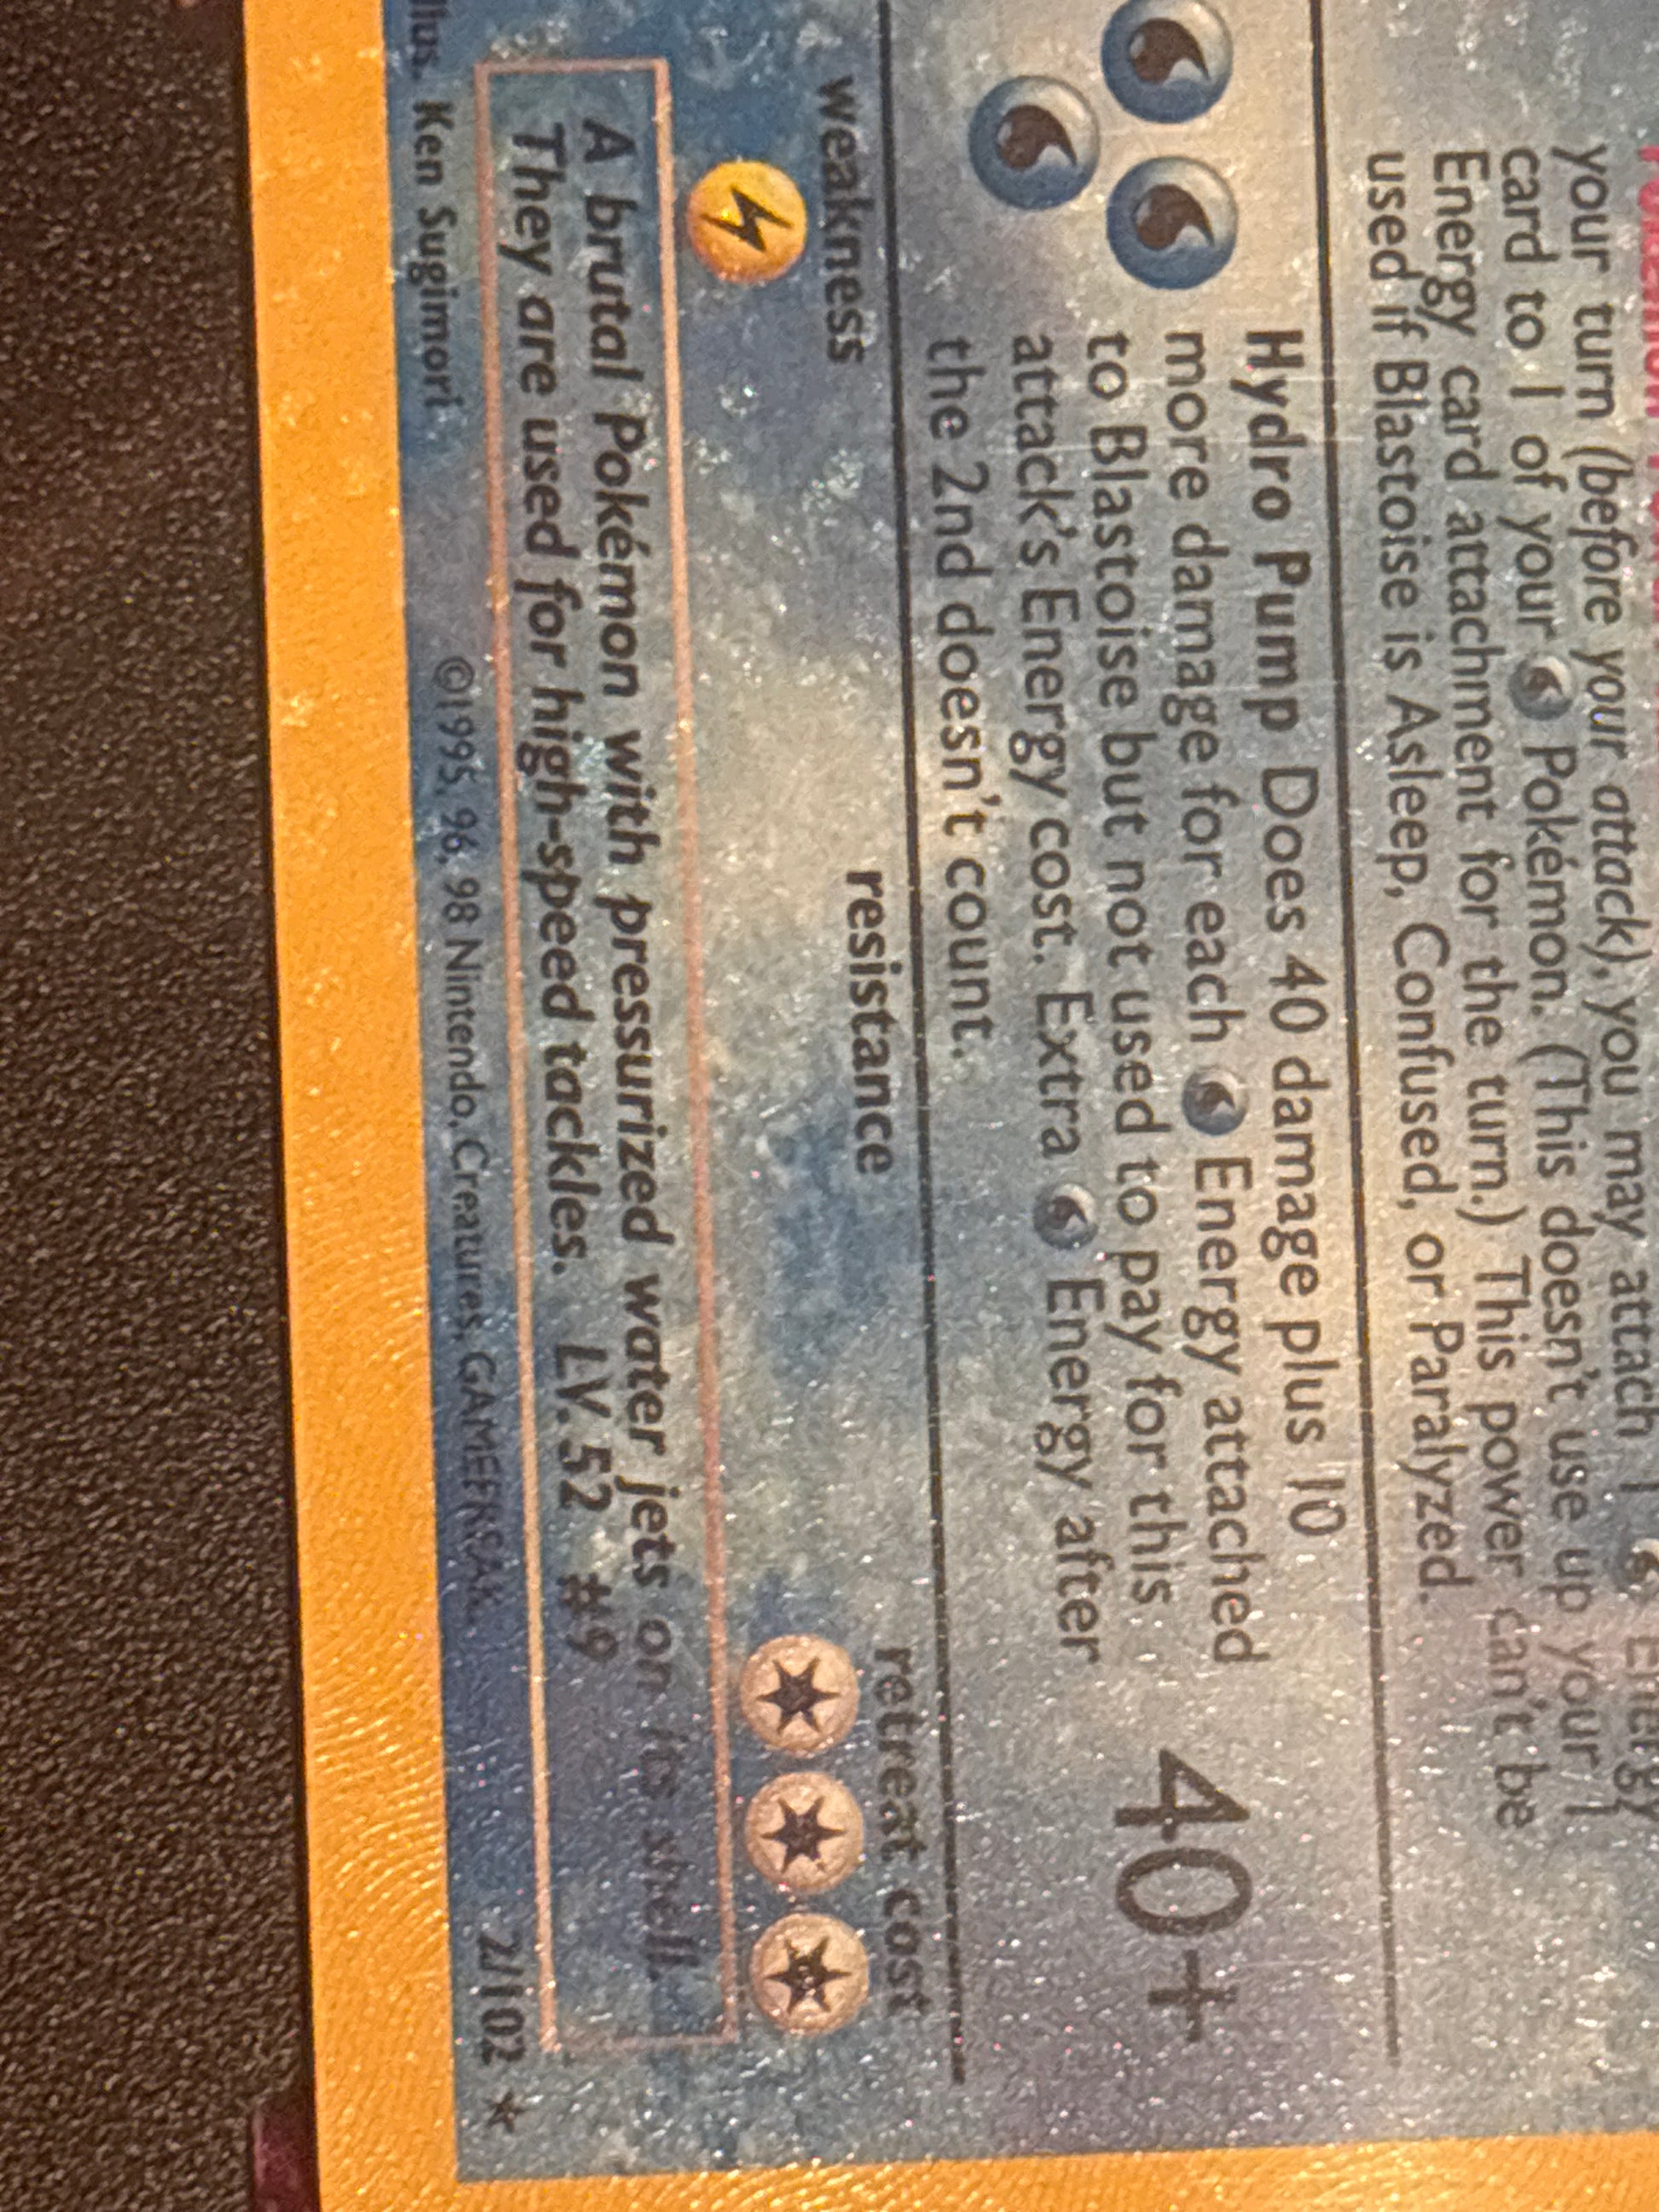 your turn (before your attack), you may attach 1 Energy
card to 1 of your Pokémon. (This doesn't use up your 1
Energy card attachment for the turn.) This power can't be
used if Blastoise is Asleep, Confused, or Paralyzed.
Hydro Pump Does 40 damage plus 10
more damage for each Energy attached
to Blastoise but not used to pay for this
attack's Energy cost. Extra Energy after
the 2nd doesn't count.
40+
weakness resistance retreat cost
A brutal Pokémon with pressurized water jets on its shell.
They are used for high-speed tackles. LV.52 #9
Illus. Ken Sugimori ©1995, 96, 98 Nintendo, Creatures, GAMEFREAK. 2/102 ★